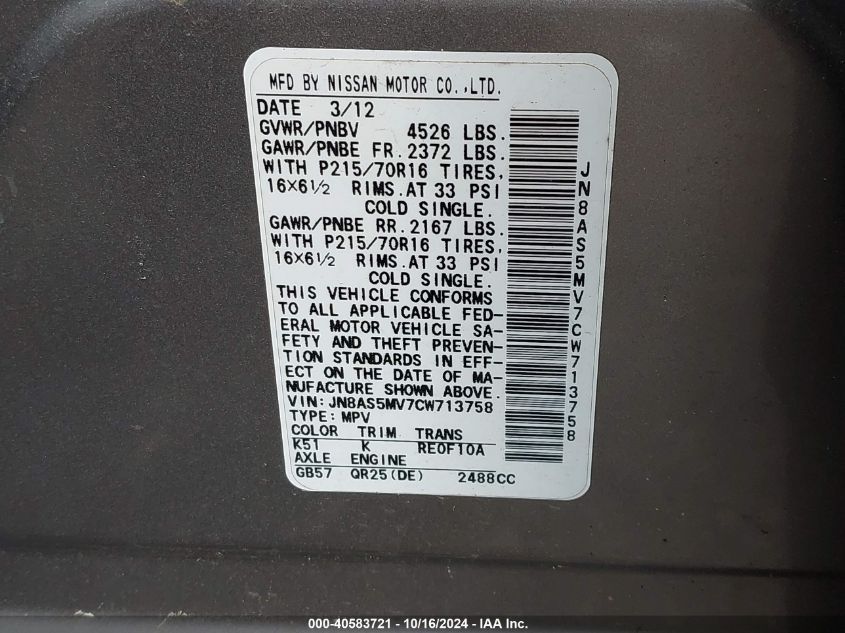 MFD BY NISSAN MOTOR CO.,LTD.
DATE 3/12
GVWR/PNBV 4526 LBS.
GAWR/PNBE FR. 2372 LBS.
WITH P215/70R16 TIRES,
16×6½ RIMS.AT 33 PSI
COLD SINGLE.
GAWR/PNBE RR. 2167 LBS.
WITH P215/70R16 TIRES,
16×6½ RIMS.AT 33 PSI
COLD SINGLE.
THIS VEHICLE CONFORMS
TO ALL APPLICABLE FED-
ERAL MOTOR VEHICLE SA-
FETY AND THEFT PREVEN-
TION STANDARDS IN EFF-
ECT ON THE DATE OF MA-
NUFACTURE SHOWN ABOVE.
VIN: JN8AS5MV7CW713758
TYPE: MPV
COLOR TRIM TRANS
K51 K RE0F10A
AXLE ENGINE
GB57 QR25(DE) 2488CC
JN8AS5MV7CW713758
000-40583721 - 10/16/2024 - IAA Inc.